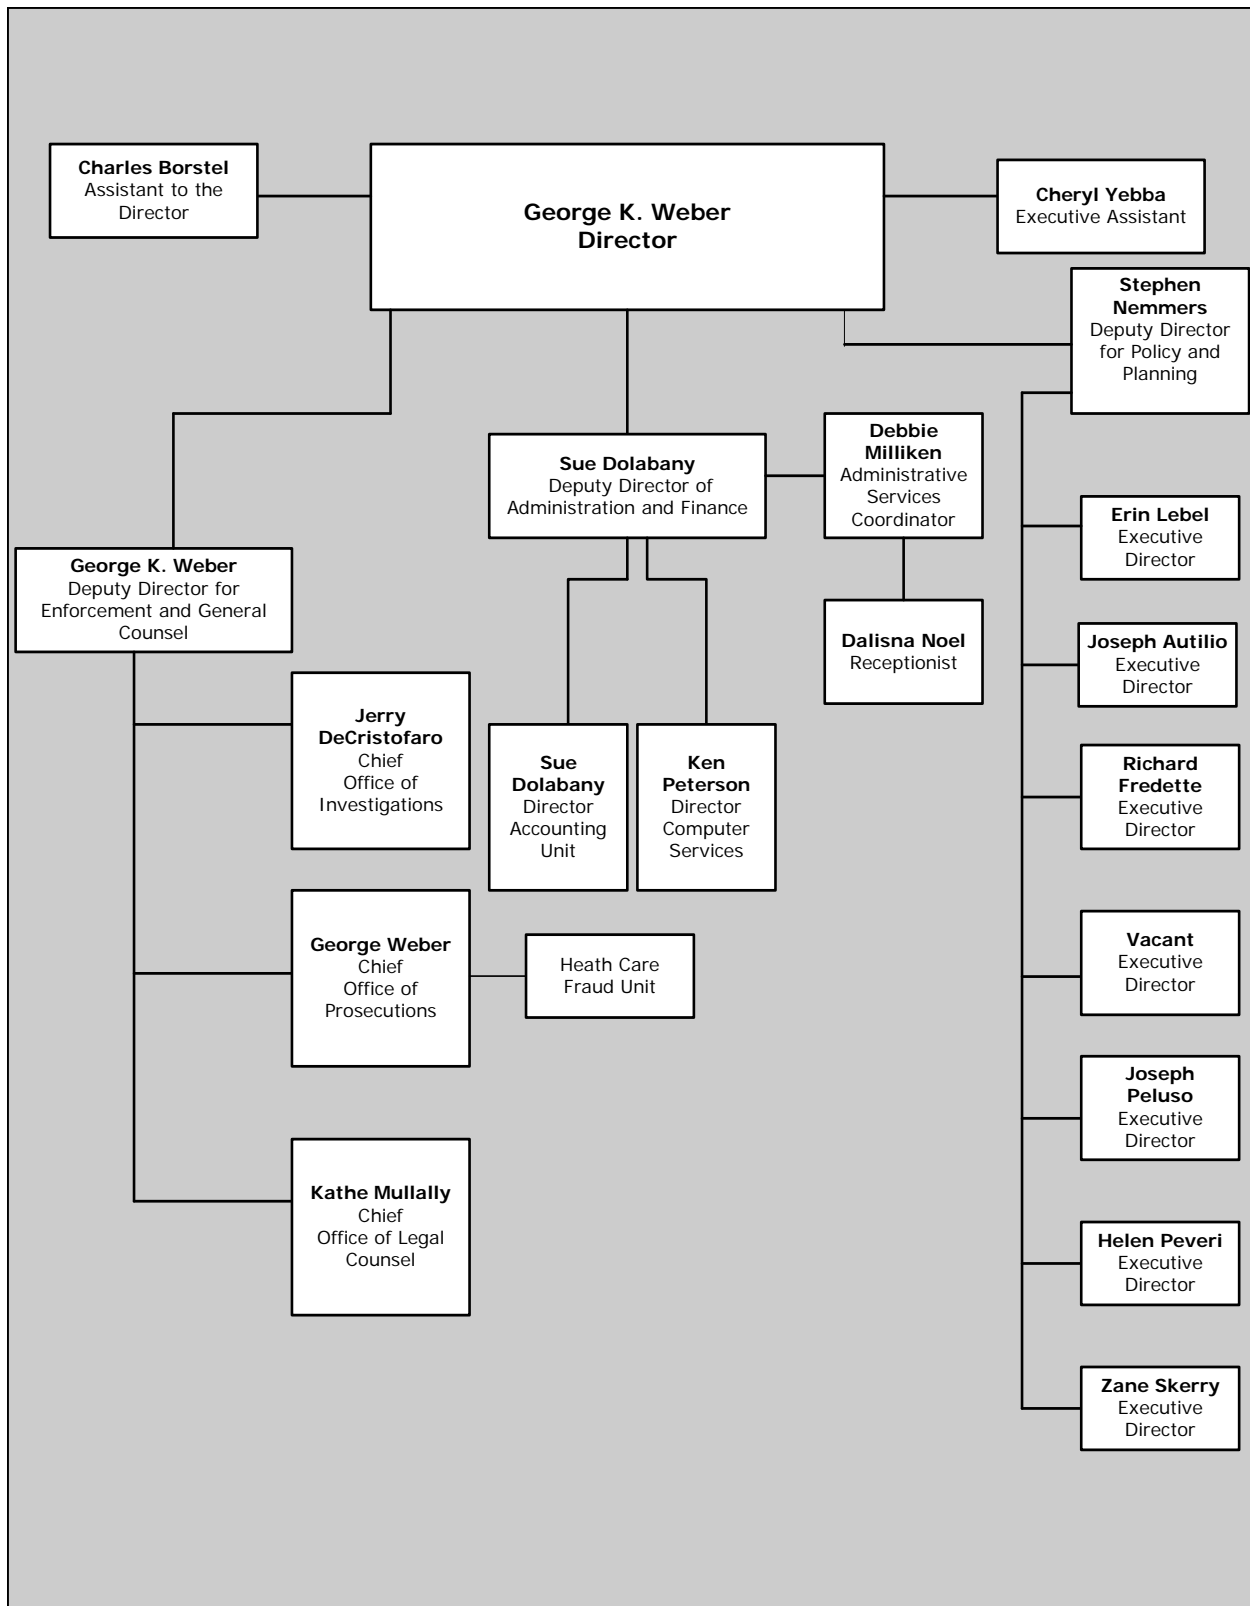 Charles Borstel
Assistant to the
Director
George K. Weber
Director
Cheryl Yebba
Executive Assistant
Stephen
Nemmers
Deputy Director
for Policy and
Planning
Sue Dolabany
Deputy Director of
Administration and Finance
Debbie
Milliken
Administrative
Services
Coordinator
Erin Lebel
Executive
Director
George K. Weber
Deputy Director for
Enforcement and General
Counsel
Dalisna Noel
Receptionist
Joseph Autilio
Executive
Director
Jerry
DeCristofaro
Chief
Office of
Investigations
Sue
Dolabany
Director
Accounting
Unit
Ken
Peterson
Director
Computer
Services
Richard
Fredette
Executive
Director
George Weber
Chief
Office of
Prosecutions
Heath Care
Fraud Unit
Vacant
Executive
Director
Joseph
Peluso
Executive
Director
Kathe Mullally
Chief
Office of Legal
Counsel
Helen Peveri
Executive
Director
Zane Skerry
Executive
Director